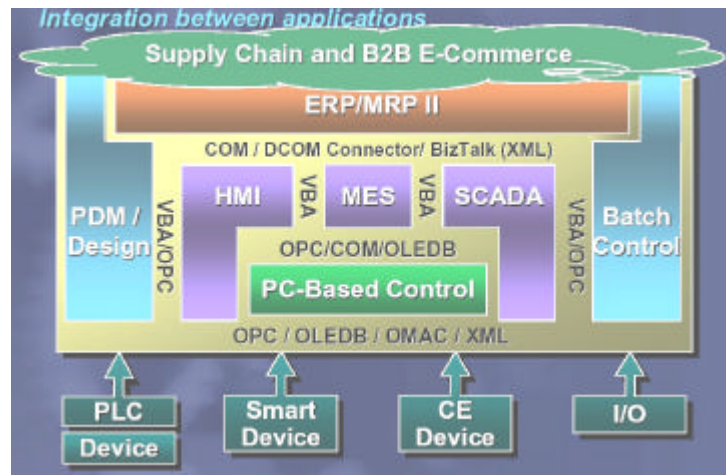 Integration between applications
Supply Chain and B2B E-Commerce
ERP/MRP II
COM / DCOM Connector/ BizTalk (XML)
PDM /
Design
VBA/OPC
HMI
VBA
MES
VBA
SCADA
VBA/OPC
Batch
Control
OPC/COM/OLEDB
PC-Based Control
OPC / OLEDB / OMAC / XML
PLC
Device
Smart
Device
CE
Device
I/O